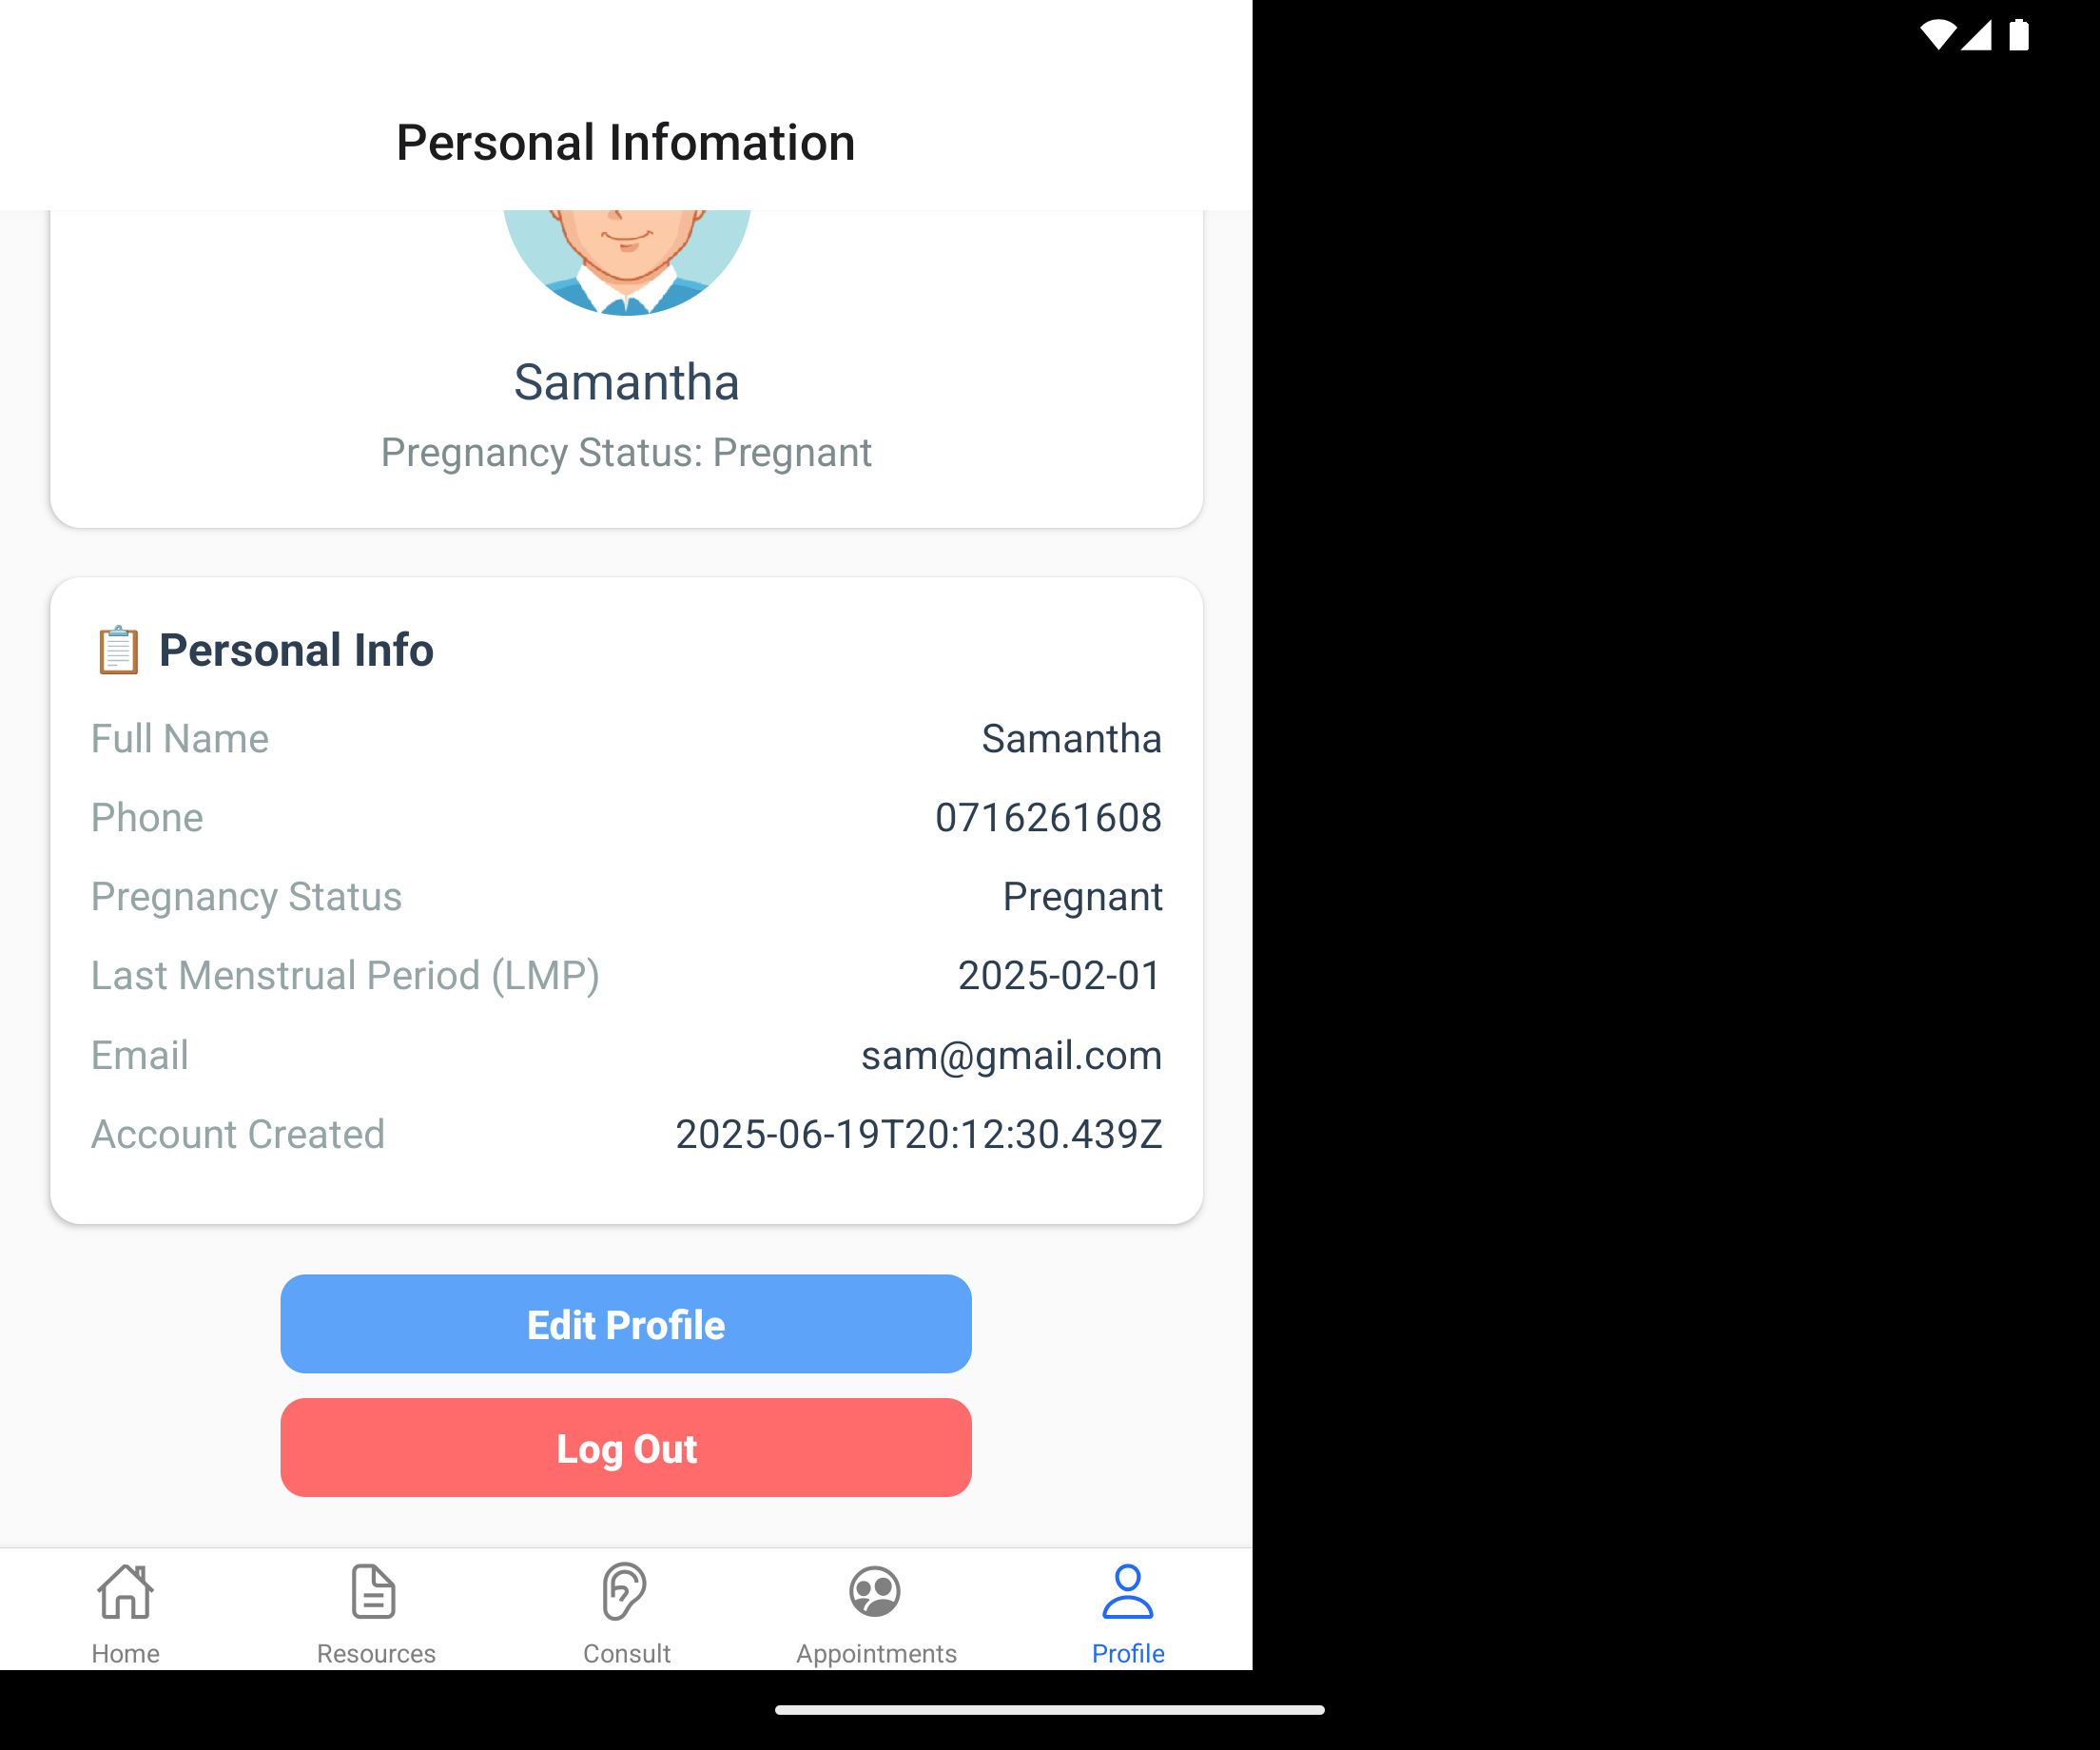 Personal Infomation
Samantha
Pregnancy Status: Pregnant
📋 Personal Info
Full Name Samantha
Phone 0716261608
Pregnancy Status Pregnant
Last Menstrual Period (LMP) 2025-02-01
Email sam@gmail.com
Account Created 2025-06-19T20:12:30.439Z
Edit Profile
Log Out
Home Resources Consult Appointments Profile